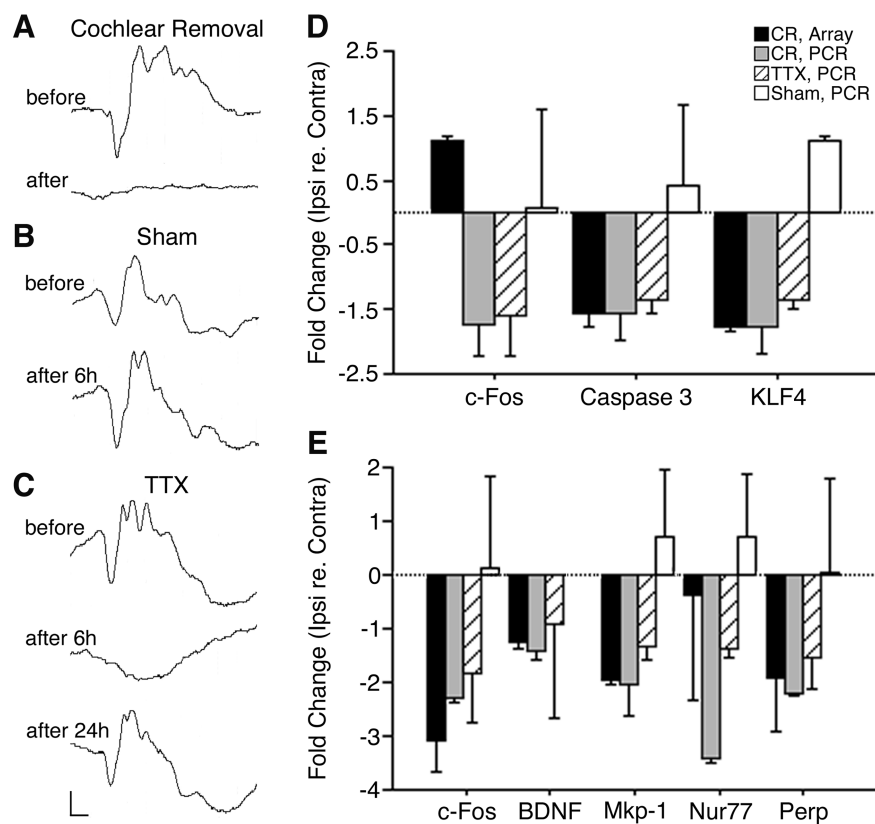 A Cochlear Removal
before
after
B Sham
before
after 6h
C TTX
before
after 6h
after 24h
D
CR, Array
CR, PCR
TTX, PCR
Sham, PCR
Fold Change (Ipsi re. Contra)
2.5
1.5
0.5
-0.5
-1.5
-2.5
c-Fos Caspase 3 KLF4
E
Fold Change (Ipsi re. Contra)
2
1
0
-1
-2
-3
-4
c-Fos BDNF Mkp-1 Nur77 Perp